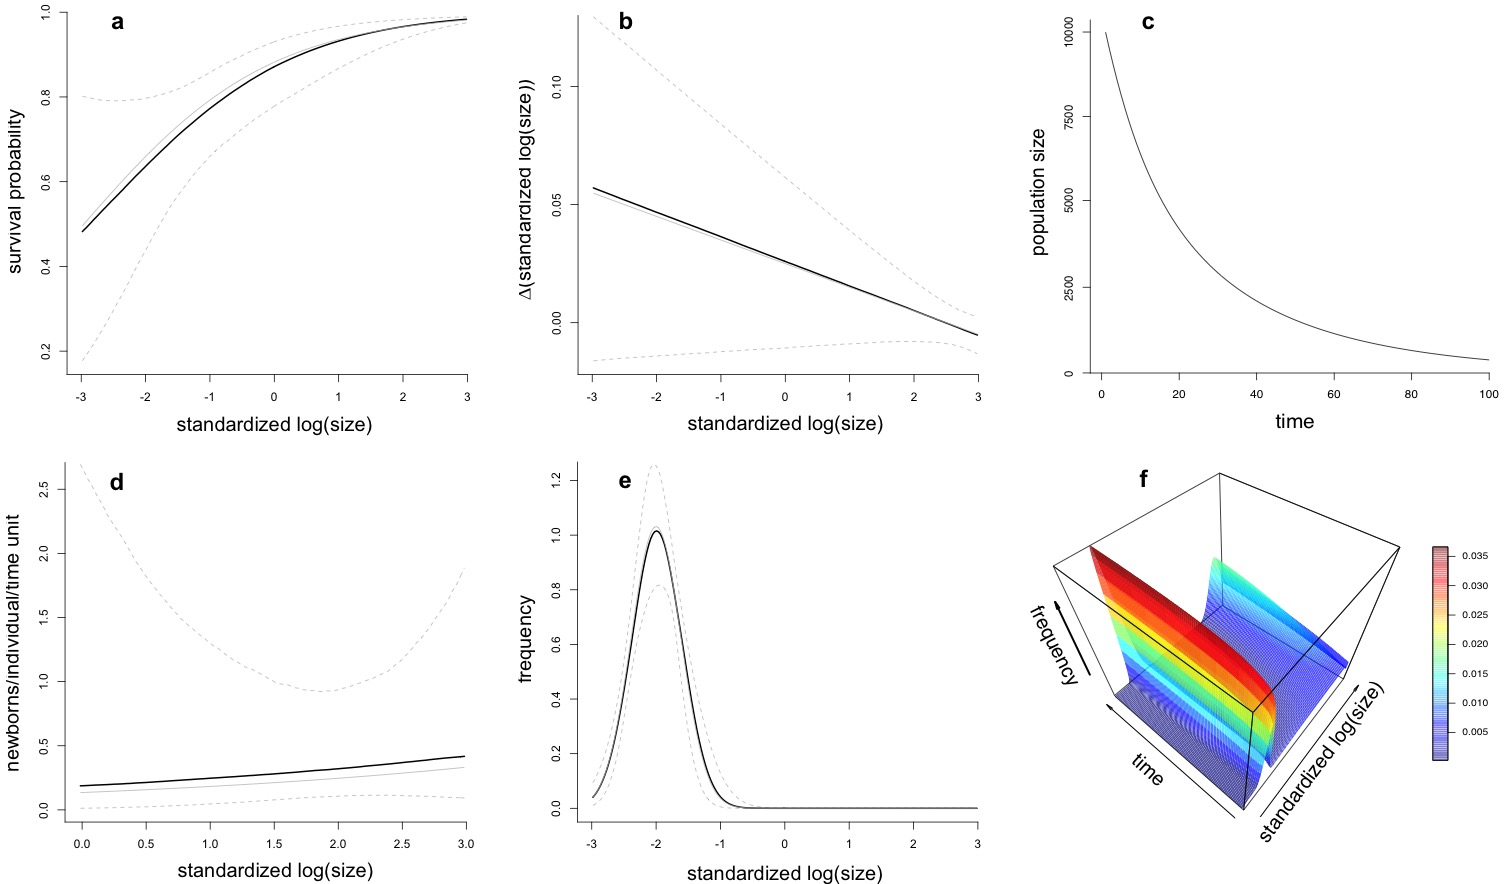 a
survival probability
1.0
0.8
0.6
0.4
0.2
-3 -2 -1 0 1 2 3
standardized log(size)
b
Δ(standardized log(size))
0.10
0.05
0.00
-3 -2 -1 0 1 2 3
standardized log(size)
c
population size
10000
7500
5000
2500
0
0 20 40 60 80 100
time
d
newborns/individual/time unit
2.5
2.0
1.5
1.0
0.5
0.0
0.0 0.5 1.0 1.5 2.0 2.5 3.0
standardized log(size)
e
frequency
1.2
1.0
0.8
0.6
0.4
0.2
0.0
-3 -2 -1 0 1 2 3
standardized log(size)
f
frequency
time
standardized log(size)
0.035
0.030
0.025
0.020
0.015
0.010
0.005